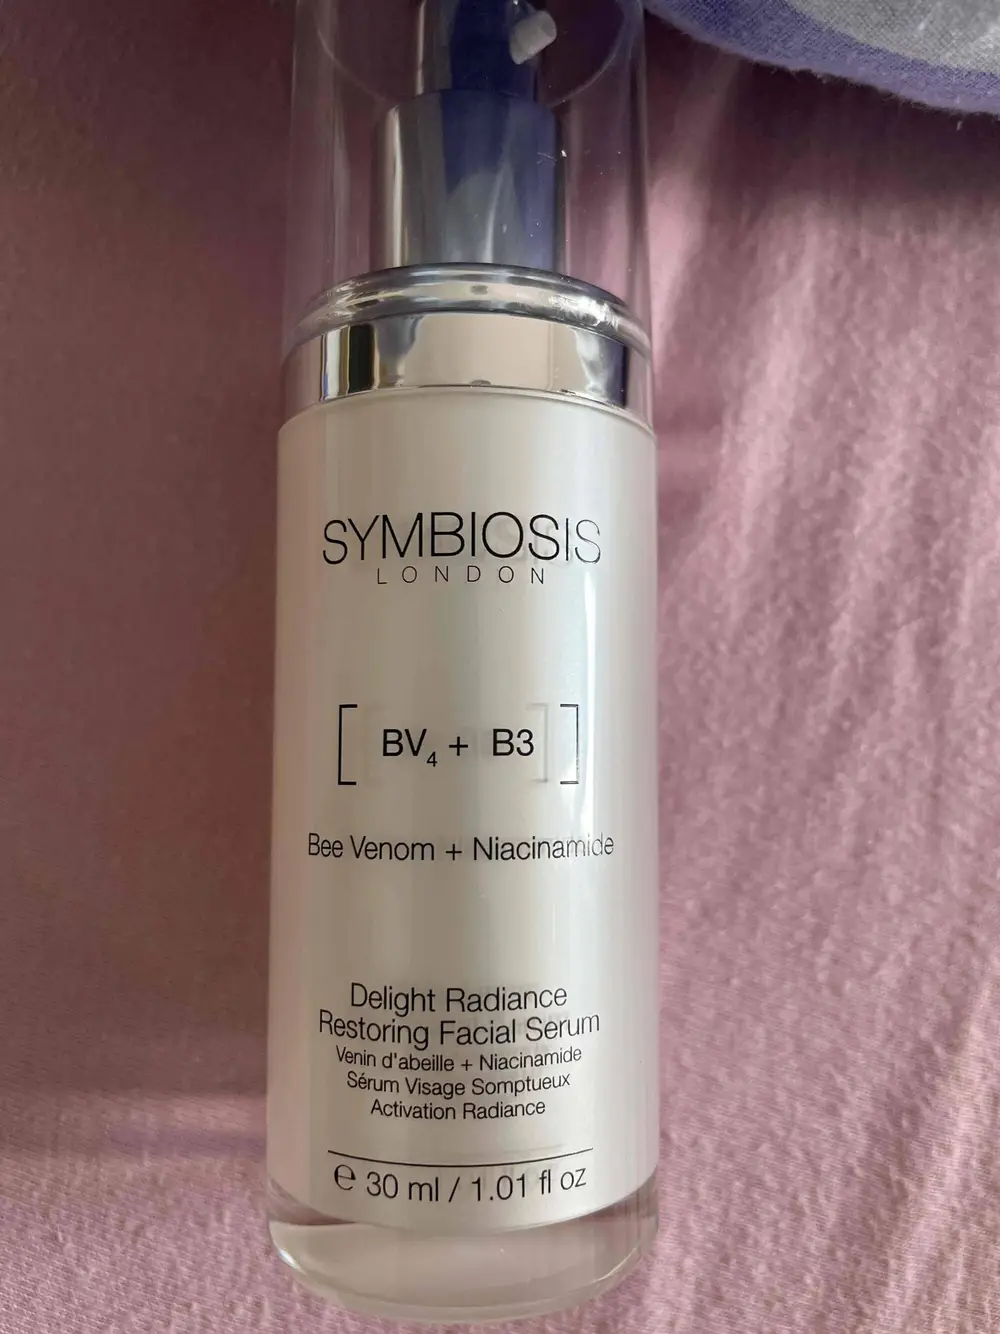 SYMBIOSIS
LONDON
[BV₄ + B3]
Bee Venom + Niacinamide
Delight Radiance
Restoring Facial Serum
Venin d'abeille + Niacinamide
Sérum Visage Somptueux
Activation Radiance
℮ 30 ml / 1.01 fl oz